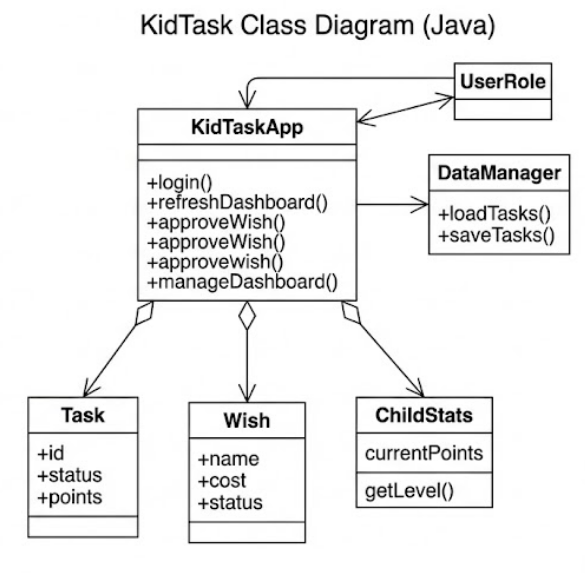 KidTask Class Diagram (Java)
UserRole
KidTaskApp
+login()
+refreshDashboard()
+approveWish()
+approveWish()
+approvewish()
+manageDashboard()
DataManager
+loadTasks()
+saveTasks()
Task
+id
+status
+points
Wish
+name
+cost
+status
ChildStats
currentPoints
getLevel()